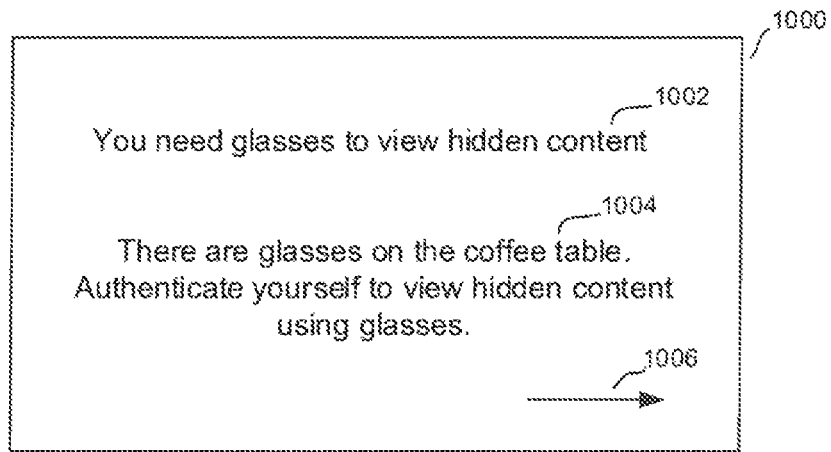 1000
1002
You need glasses to view hidden content
1004
There are glasses on the coffee table.
Authenticate yourself to view hidden content
using glasses.
1006